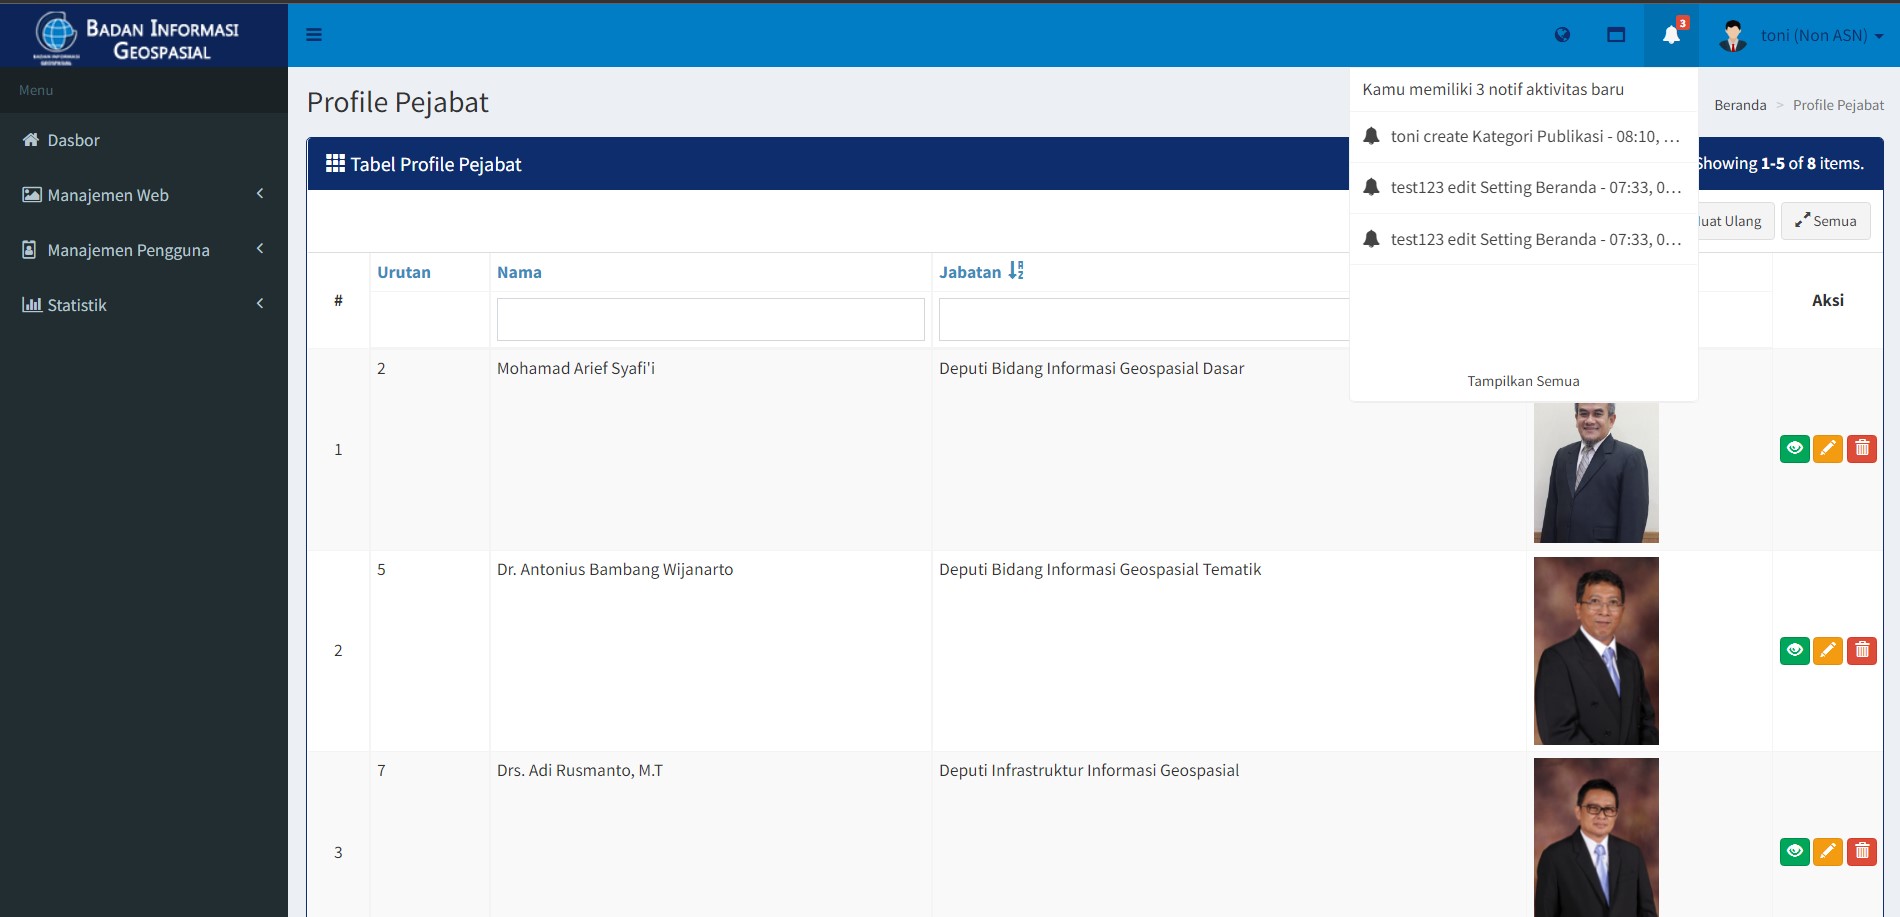 BADAN INFORMASI
GEOSPASIAL
3
toni (Non ASN)
Menu
Dasbor
Manajemen Web
Manajemen Pengguna
Statistik
Profile Pejabat
Beranda > Profile Pejabat
Kamu memiliki 3 notif aktivitas baru
toni create Kategori Publikasi - 08:10, ...
test123 edit Setting Beranda - 07:33, 0...
test123 edit Setting Beranda - 07:33, 0...
Tampilkan Semua
Tabel Profile Pejabat
Showing 1-5 of 8 items.
Ulang
Semua
# Urutan Nama Jabatan Aksi
1 2 Mohamad Arief Syafi'i Deputi Bidang Informasi Geospasial Dasar
2 5 Dr. Antonius Bambang Wijanarto Deputi Bidang Informasi Geospasial Tematik
3 7 Drs. Adi Rusmanto, M.T Deputi Infrastruktur Informasi Geospasial